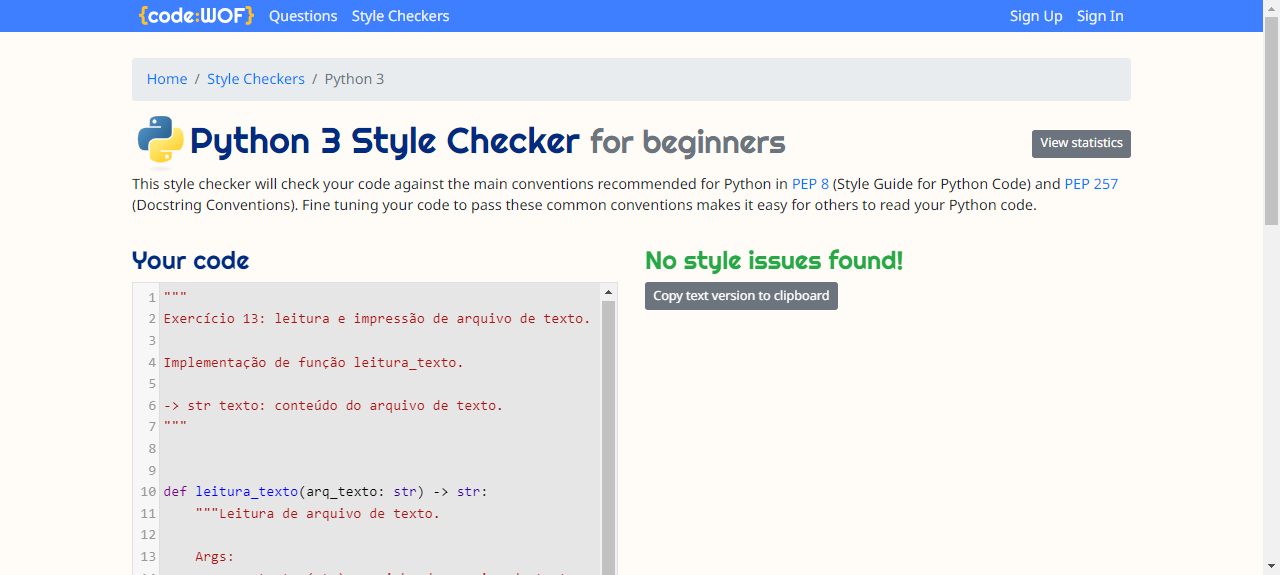 {code:WOF} Questions Style Checkers Sign Up Sign In
Home / Style Checkers / Python 3
Python 3 Style Checker for beginners
View statistics
This style checker will check your code against the main conventions recommended for Python in PEP 8 (Style Guide for Python Code) and PEP 257
(Docstring Conventions). Fine tuning your code to pass these common conventions makes it easy for others to read your Python code.
Your code
No style issues found!
Copy text version to clipboard
1 """
2 Exercício 13: leitura e impressão de arquivo de texto.
3
4 Implementação de função leitura_texto.
5
6 -> str texto: conteúdo do arquivo de texto.
7 """
8
9
10 def leitura_texto(arq_texto: str) -> str:
11     """Leitura de arquivo de texto.
12
13     Args: